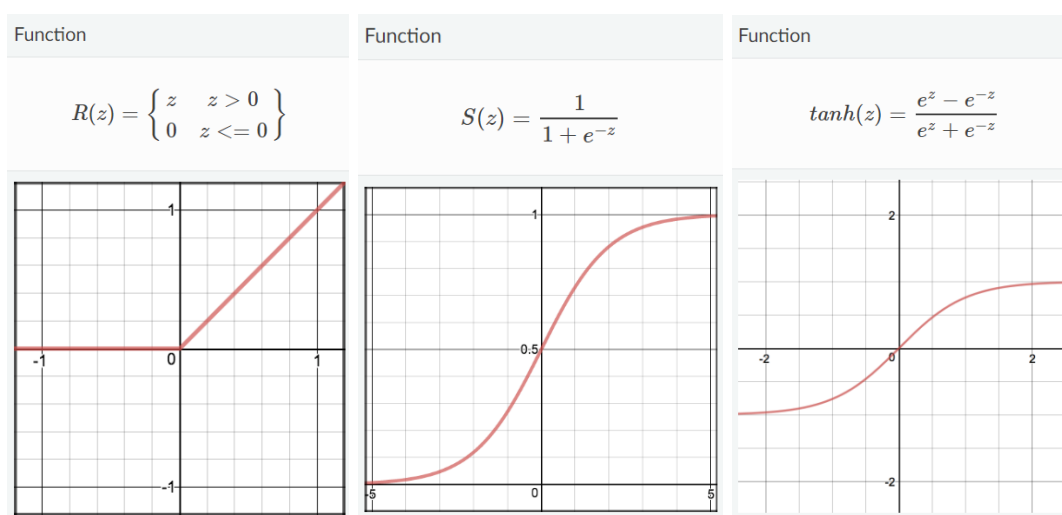 Function
R(z) = { z z > 0
0 z <= 0 }
1
-1
0
1
-1
Function
S(z) = 1 / 1 + e^{-z}
1
0.5
-5
0
5
Function
tanh(z) = e^z − e^{-z} / e^z + e^{-z}
2
-2
0
2
-2